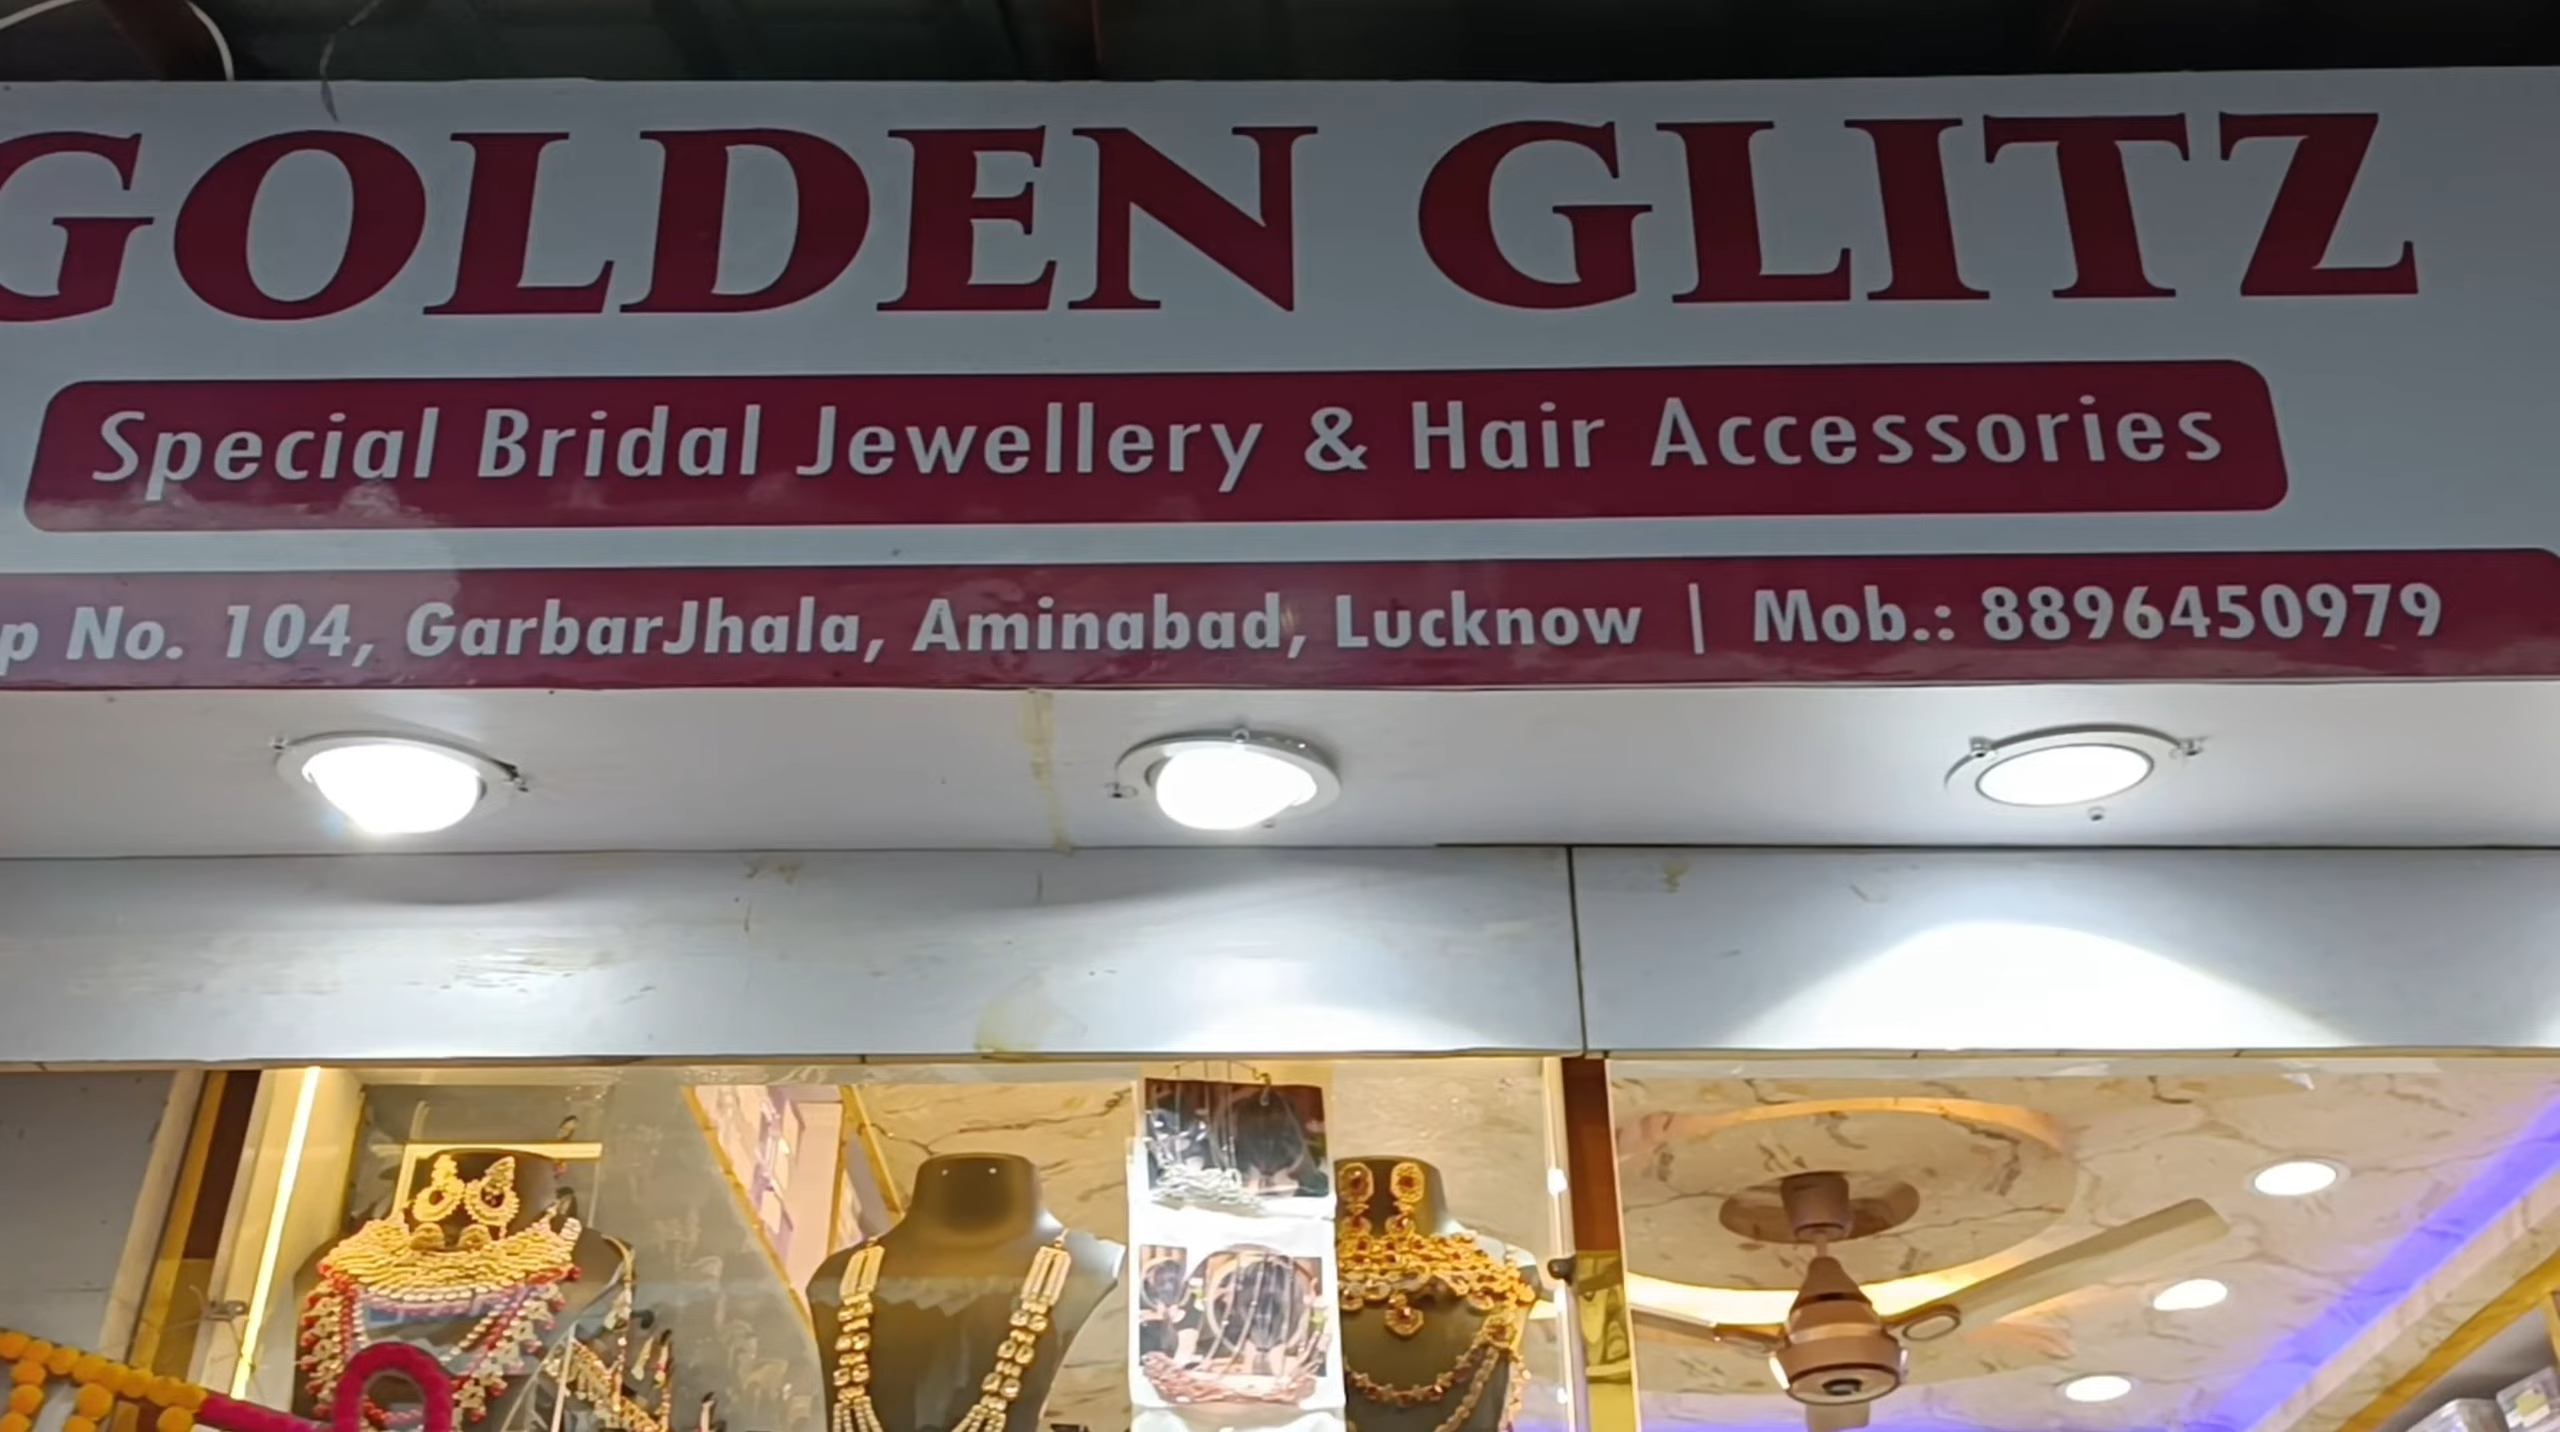 GOLDEN GLITZ
Special Bridal Jewellery & Hair Accessories
p No. 104, GarbarJhala, Aminabad, Lucknow | Mob.: 8896450979